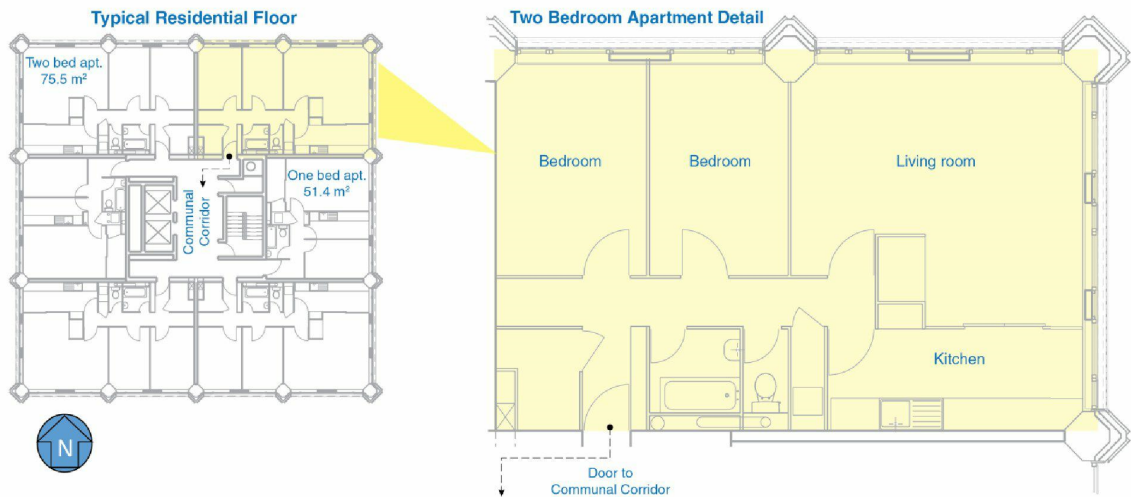 Typical Residential Floor
Two Bedroom Apartment Detail
Two bed apt.
75.5 m²
One bed apt.
51.4 m²
Communal
Corridor
Bedroom
Bedroom
Living room
Kitchen
Door to
Communal Corridor
N